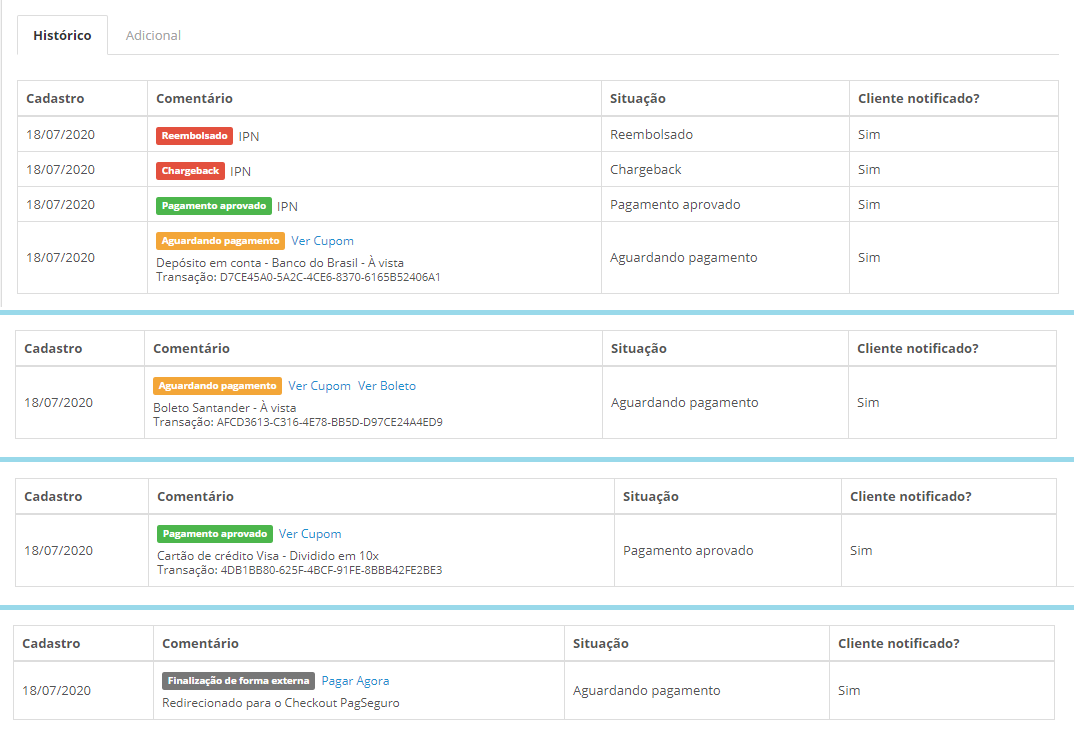 Histórico Adicional
Cadastro Comentário Situação Cliente notificado?
18/07/2020 Reembolsado IPN Reembolsado Sim
18/07/2020 Chargeback IPN Chargeback Sim
18/07/2020 Pagamento aprovado IPN Pagamento aprovado Sim
18/07/2020 Aguardando pagamento Ver Cupom Aguardando pagamento Sim
Depósito em conta - Banco do Brasil - À vista
Transação: D7CE45A0-5A2C-4CE6-8370-6165B52406A1
Cadastro Comentário Situação Cliente notificado?
18/07/2020 Aguardando pagamento Ver Cupom Ver Boleto Aguardando pagamento Sim
Boleto Santander - À vista
Transação: AFCD3613-C316-4E78-BB5D-D97CE24A4ED9
Cadastro Comentário Situação Cliente notificado?
18/07/2020 Pagamento aprovado Ver Cupom Pagamento aprovado Sim
Cartão de crédito Visa - Dividido em 10x
Transação: 4DB1BB80-625F-4BCF-91FE-8BBB42FE2BE3
Cadastro Comentário Situação Cliente notificado?
18/07/2020 Finalização de forma externa Pagar Agora Aguardando pagamento Sim
Redirecionado para o Checkout PagSeguro